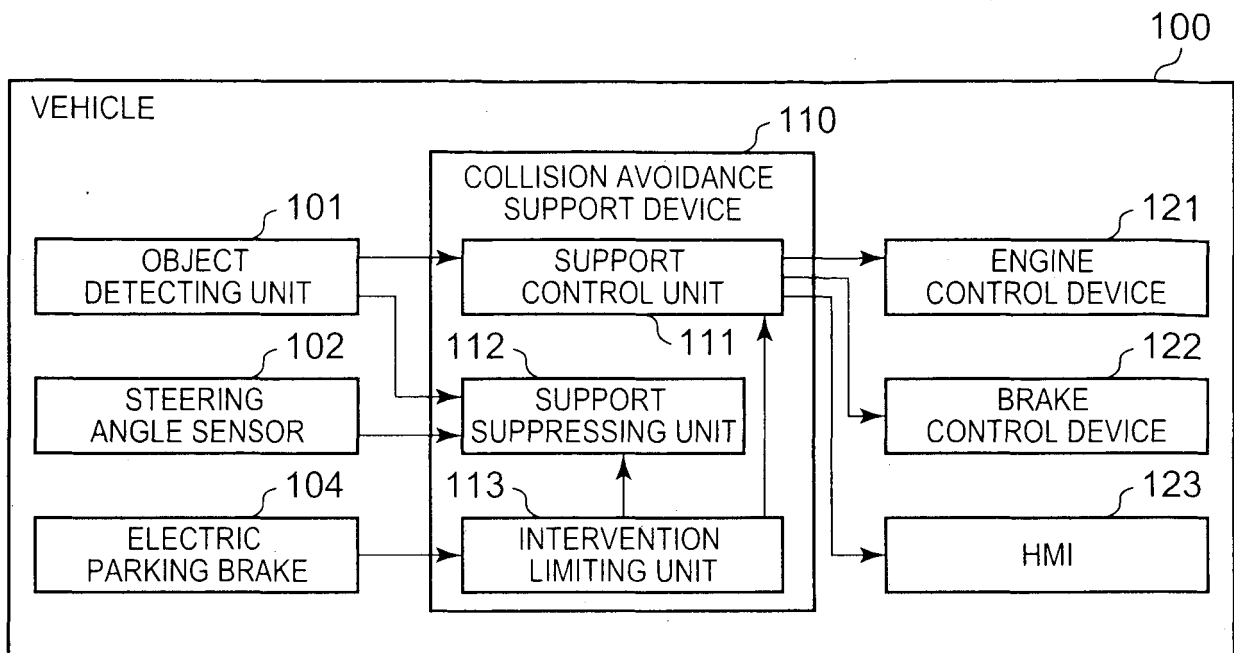 100
VEHICLE
110
COLLISION AVOIDANCE
SUPPORT DEVICE
101
OBJECT
DETECTING UNIT
SUPPORT
CONTROL UNIT
111
121
ENGINE
CONTROL DEVICE
102
STEERING
ANGLE SENSOR
112
SUPPORT
SUPPRESSING UNIT
122
BRAKE
CONTROL DEVICE
104
ELECTRIC
PARKING BRAKE
113
INTERVENTION
LIMITING UNIT
123
HMI